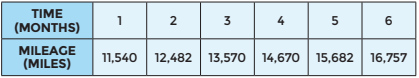 TIME (MONTHS) 1 2 3 4 5 6
MILEAGE (MILES) 11,540 12,482 13,570 14,670 15,682 16,757